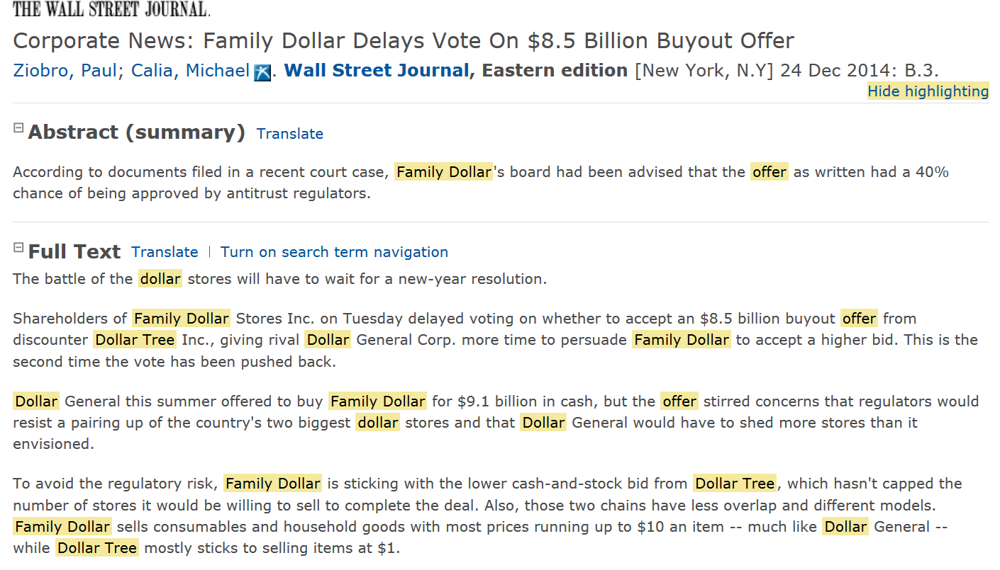 THE WALL STREET JOURNAL.
Corporate News: Family Dollar Delays Vote On $8.5 Billion Buyout Offer
Ziobro, Paul; Calia, Michael. Wall Street Journal, Eastern edition [New York, N.Y] 24 Dec 2014: B.3.
Hide highlighting
Abstract (summary) Translate
According to documents filed in a recent court case, Family Dollar's board had been advised that the offer as written had a 40%
chance of being approved by antitrust regulators.
Full Text Translate | Turn on search term navigation
The battle of the dollar stores will have to wait for a new-year resolution.
Shareholders of Family Dollar Stores Inc. on Tuesday delayed voting on whether to accept an $8.5 billion buyout offer from
discounter Dollar Tree Inc., giving rival Dollar General Corp. more time to persuade Family Dollar to accept a higher bid. This is the
second time the vote has been pushed back.
Dollar General this summer offered to buy Family Dollar for $9.1 billion in cash, but the offer stirred concerns that regulators would
resist a pairing up of the country's two biggest dollar stores and that Dollar General would have to shed more stores than it
envisioned.
To avoid the regulatory risk, Family Dollar is sticking with the lower cash-and-stock bid from Dollar Tree, which hasn't capped the
number of stores it would be willing to sell to complete the deal. Also, those two chains have less overlap and different models.
Family Dollar sells consumables and household goods with most prices running up to $10 an item -- much like Dollar General --
while Dollar Tree mostly sticks to selling items at $1.